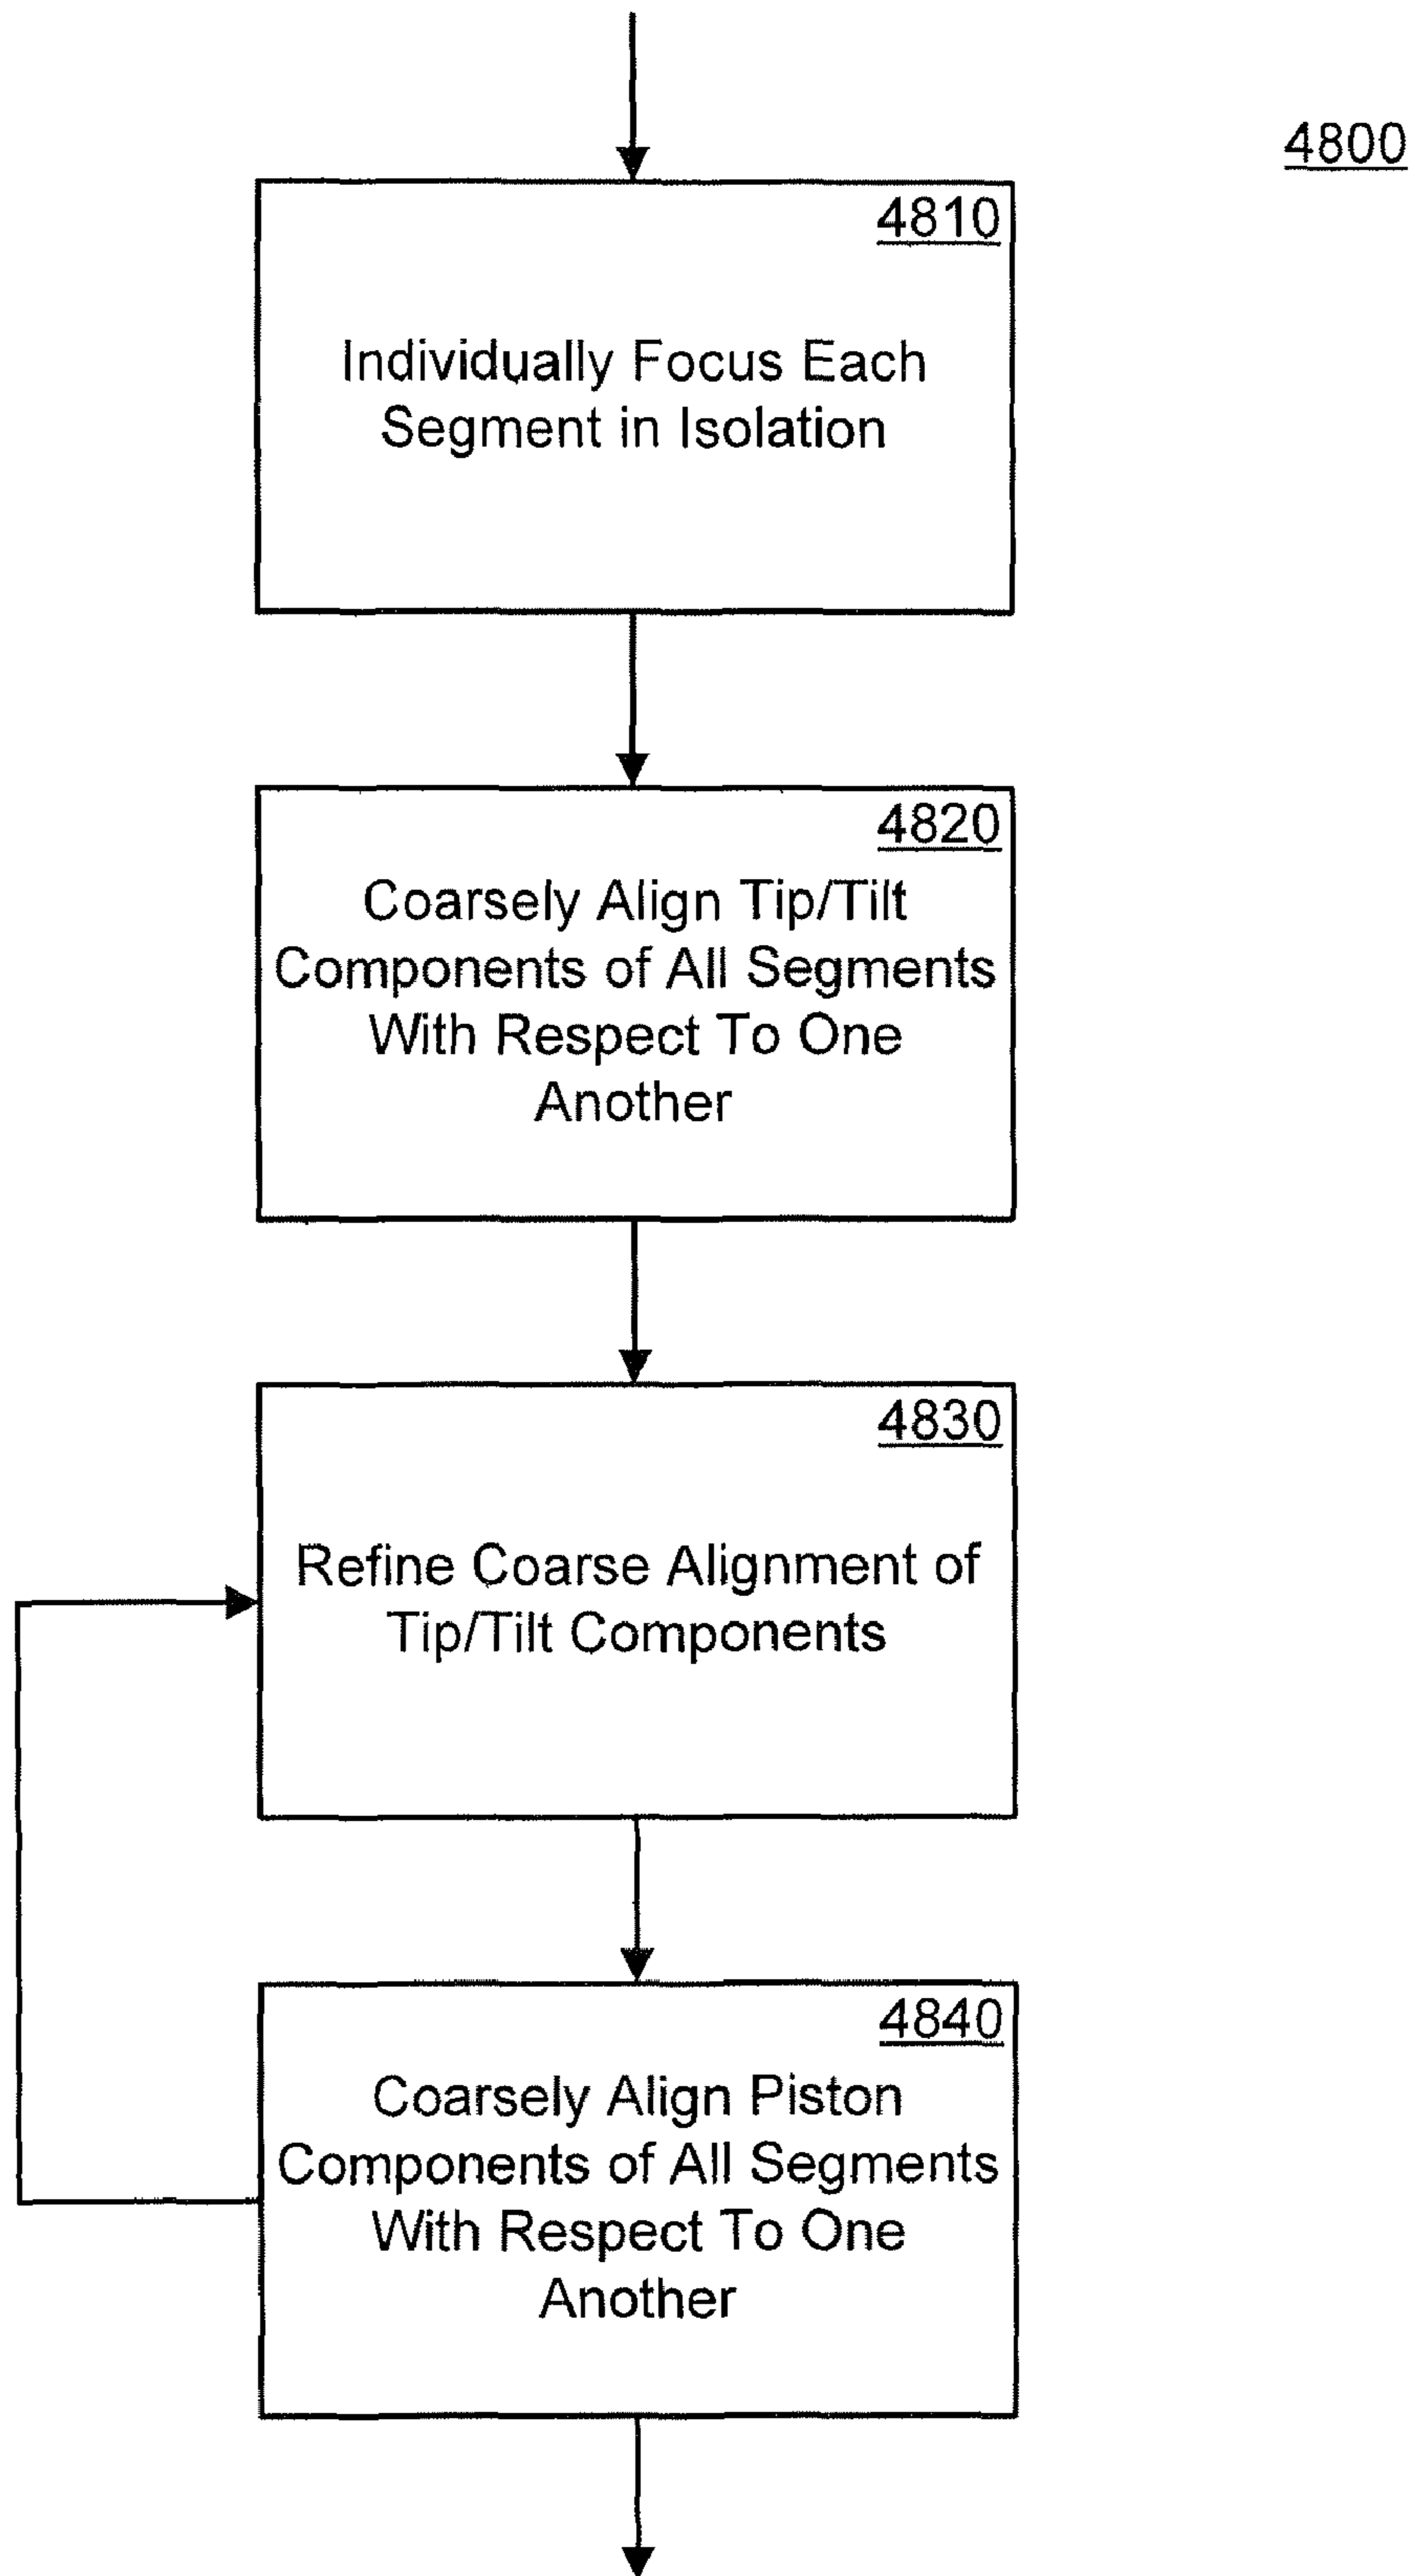 4800
4810
Individually Focus Each
Segment in Isolation
4820
Coarsely Align Tip/Tilt
Components of All Segments
With Respect To One
Another
4830
Refine Coarse Alignment of
Tip/Tilt Components
4840
Coarsely Align Piston
Components of All Segments
With Respect To One
Another